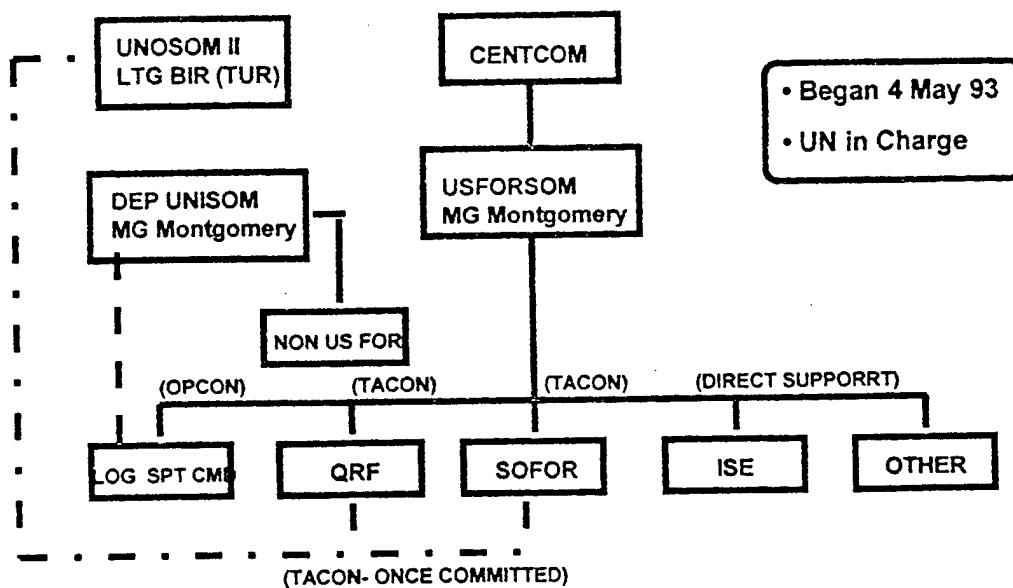 UNOSOM II
LTG BIR (TUR)
CENTCOM
• Began 4 May 93
• UN in Charge
DEP UNISOM
MG Montgomery
USFORSOM
MG Montgomery
NON US FOR
(OPCON)
(TACON)
(TACON)
(DIRECT SUPPORRT)
LOG SPT CMD
QRF
SOFOR
ISE
OTHER
(TACON- ONCE COMMITTED)